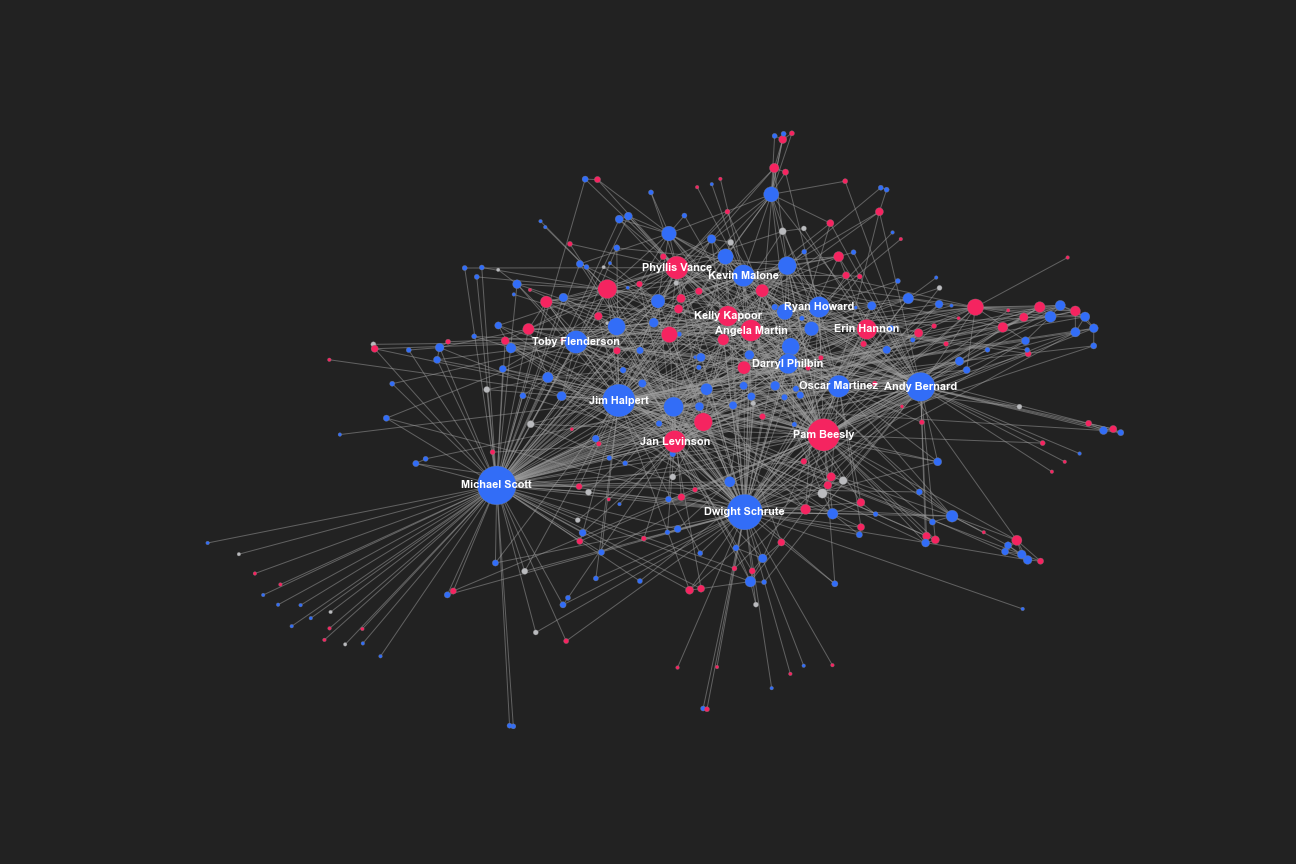 Phyllis Vance
Kevin Malone
Ryan Howard
Kelly Kapoor
Angela Martin
Erin Hannon
Toby Flenderson
Darryl Philbin
Oscar Martinez
Andy Bernard
Jim Halpert
Pam Beesly
Jan Levinson
Michael Scott
Dwight Schrute